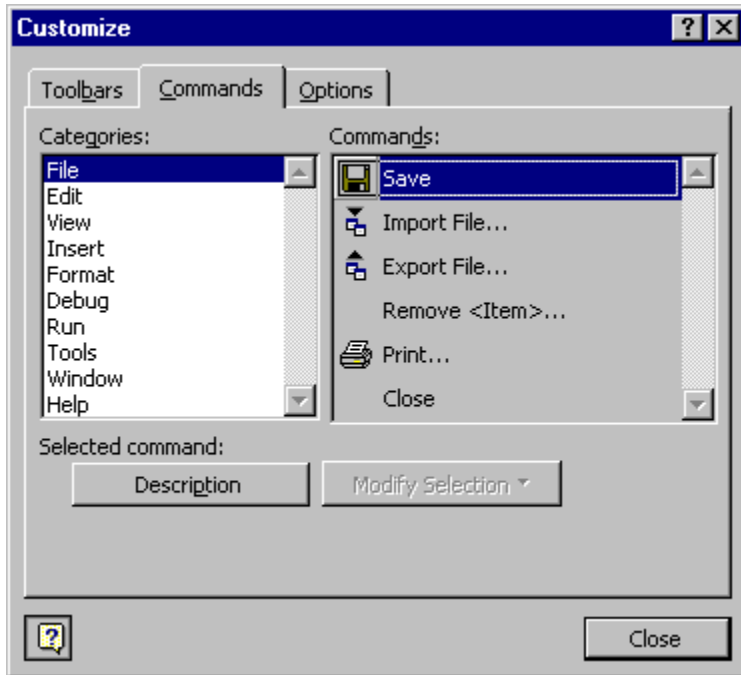 Customize
Toolbars Commands Options
Categories:
File
Edit
View
Insert
Format
Debug
Run
Tools
Window
Help
Commands:
Save
Import File...
Export File...
Remove <Item>...
Print...
Close
Selected command:
Description Modify Selection
Close